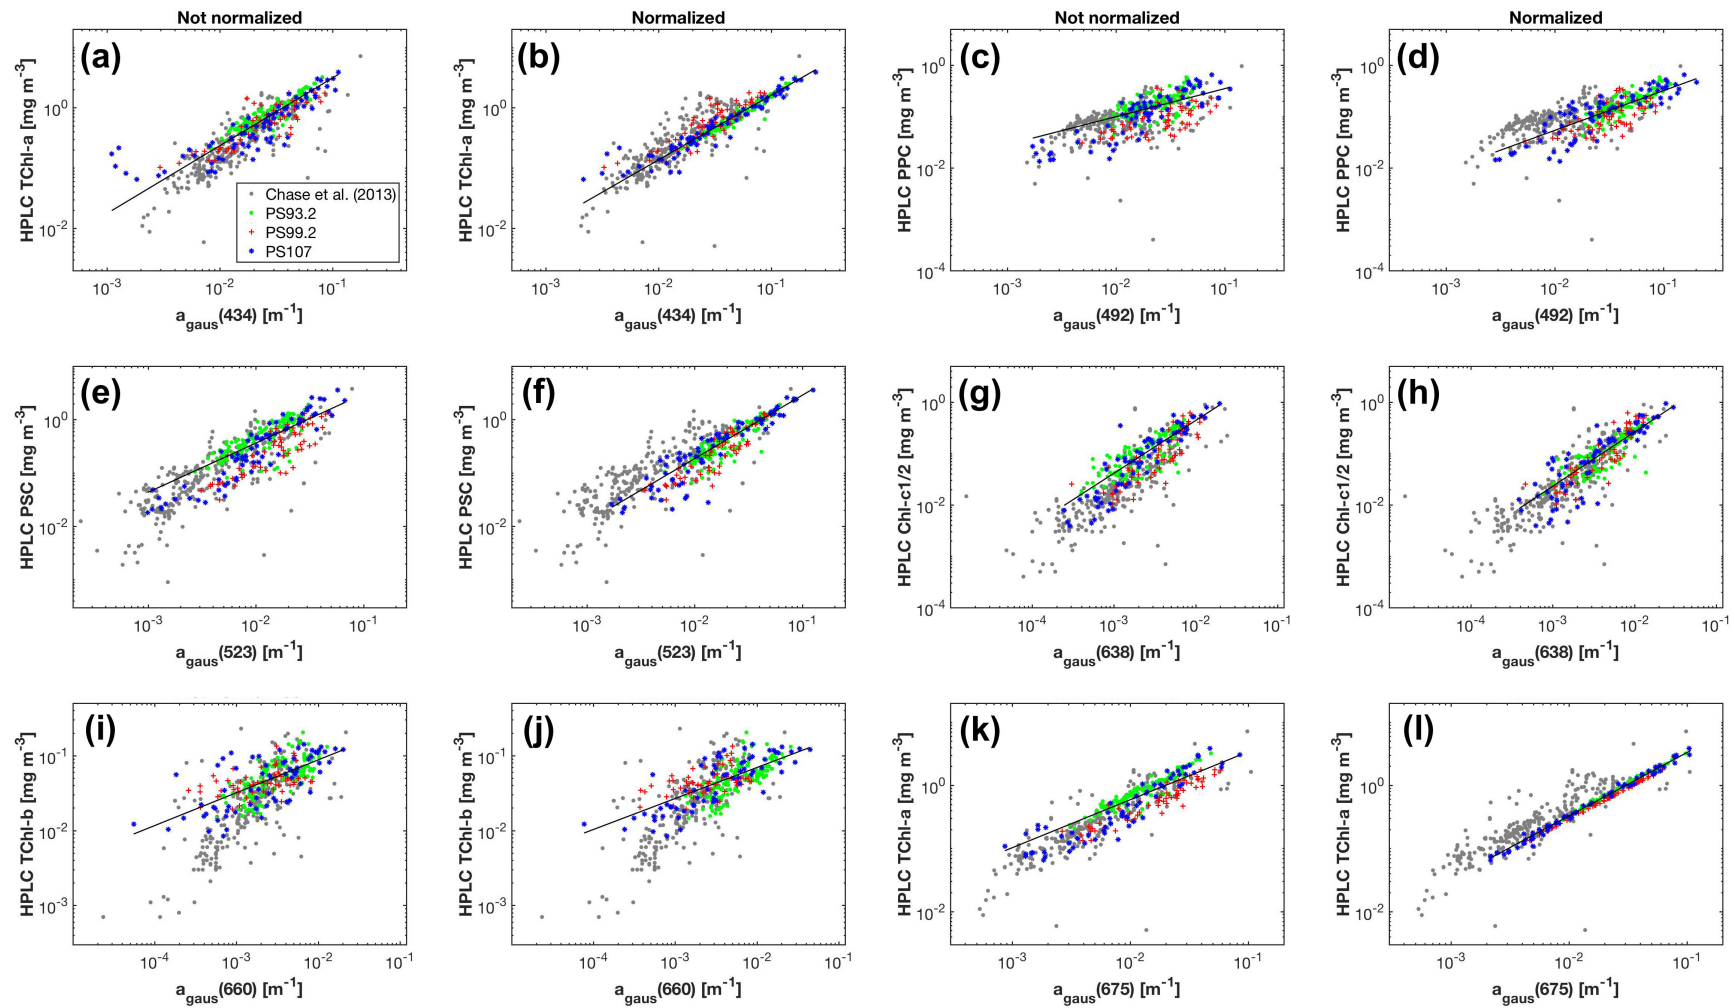 Not normalized
Normalized
Not normalized
Normalized
(a)
HPLC TChl-a [mg m-3]
10^0
10^-2
10^-3
10^-2
10^-1
a_gaus(434) [m^-1]
Chase et al. (2013)
PS93.2
PS99.2
PS107
(b)
HPLC TChl-a [mg m^-3]
10^0
10^-2
10^-3
10^-2
10^-1
a_gaus(434) [m^-1]
(c)
HPLC PPC [mg m^-3]
10^0
10^-2
10^-4
10^-3
10^-2
10^-1
a_gaus(492) [m^-1]
(d)
HPLC PPC [mg m^-3]
10^0
10^-2
10^-4
10^-3
10^-2
10^-1
a_gaus(492) [m^-1]
(e)
HPLC PSC [mg m^-3]
10^0
10^-2
10^-3
10^-2
10^-1
a_gaus(523) [m^-1]
(f)
HPLC PSC [mg m^-3]
10^0
10^-2
10^-3
10^-2
10^-1
a_gaus(523) [m^-1]
(g)
HPLC Chl-c1/2 [mg m^-3]
10^0
10^-2
10^-4
10^-4
10^-3
10^-2
10^-1
a_gaus(638) [m^-1]
(h)
HPLC Chl-c1/2 [mg m^-3]
10^0
10^-2
10^-4
10^-4
10^-3
10^-2
10^-1
a_gaus(638) [m^-1]
(i)
HPLC TChl-b [mg m^-3]
10^-1
10^-2
10^-3
10^-4
10^-3
10^-2
10^-1
a_gaus(660) [m^-1]
(j)
HPLC TChl-b [mg m^-3]
10^-1
10^-2
10^-3
10^-4
10^-3
10^-2
10^-1
a_gaus(660) [m^-1]
(k)
HPLC TChl-a [mg m^-3]
10^0
10^-2
10^-3
10^-2
10^-1
a_gaus(675) [m^-1]
(l)
HPLC TChl-a [mg m^-3]
10^0
10^-2
10^-3
10^-2
10^-1
a_gaus(675) [m^-1]